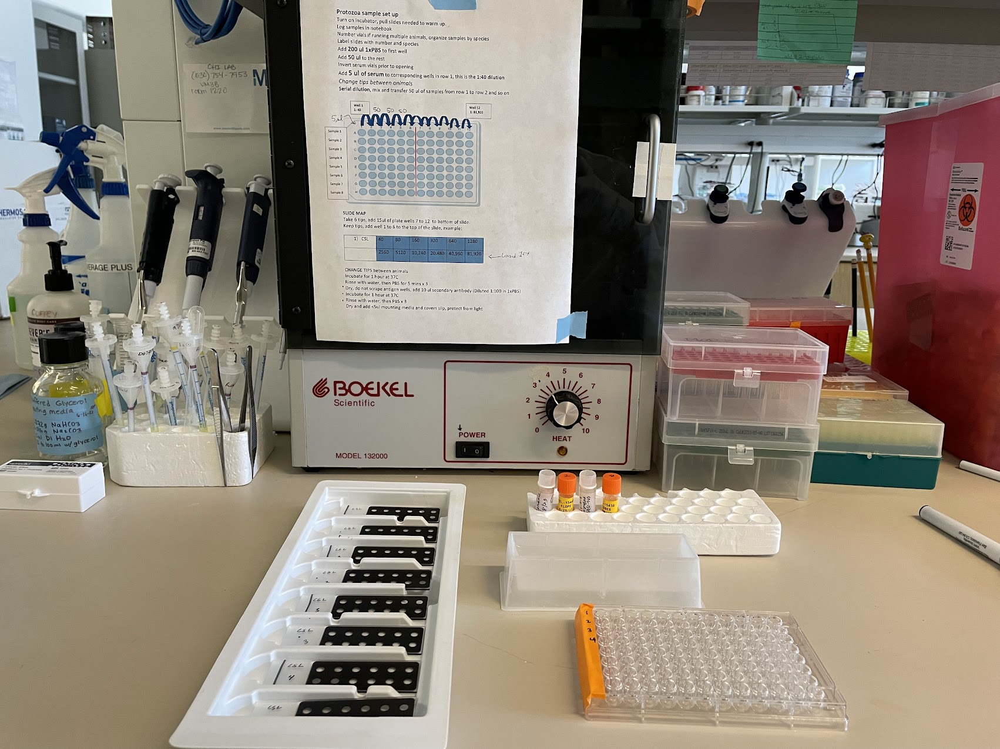 Protozoa sample set up
Turn on incubator, pull slides needed to warm up.
Log samples in notebook
Number vials if running multiple animals, organize samples by species
Label slides with number and species
Add 200 ul 1xPBS to first well
Add 50 ul to the rest
Invert serum vials prior to opening
Add 5 ul of serum to corresponding wells in row 1, this is the 1:40 dilution
Change tips between animals
Serial dilution, mix and transfer 50 ul of samples from row 1 to row 2 and so on
Well 1
1: 40
50 50 50
Well 12
1: 81,920
5ul
Sample 1
Sample 2
Sample 3
Sample 4
Sample 5
Sample 6
Sample 7
Sample 8
A
B
C
D
E
F
G
H
SLIDE MAP
Take 6 tips, add 15ul of plate wells 7 to 12 to bottom of slide.
Keep tips, add well 1 to 6 to the top of the slide, example:
1) CSL 40 80 160 320 640 1280
2560 5120 10,240 20,480 40,960 81,920
← Load 1st
CHANGE TIPS between animals
Incubate for 1 hour at 37C
Rinse with water, then PBS for 5 mins x 3
Dry, do not scrape antigen wells, add 10 ul secondary antibody (Diluted 1:100 in 1xPBS)
Incubate for 1 hour at 37C
Rinse with water, then PBS x 3
Dry and add <5ul mounting media and covers slip, protect from light
CHI LAB
(530) 754-7953
VM3B
room 1220
M
THERMOS
ERAGE PLUS
CUFFEY
ffered Glycerol
ting media 6-16-21
NaHCO3
Na2CO3
DI H2O
to 100ml w/ glycerol
BOEKEL
Scientific
POWER
MODEL 132000
0 1 2 3 4 5 6 7 8 9 10
HEAT
FULL
Biohazard
2
4
CSL-
CSL
CSL
CSL
CSL
2
CSL
3
CSL
3
CSL
4
CSL
1
2
3
4